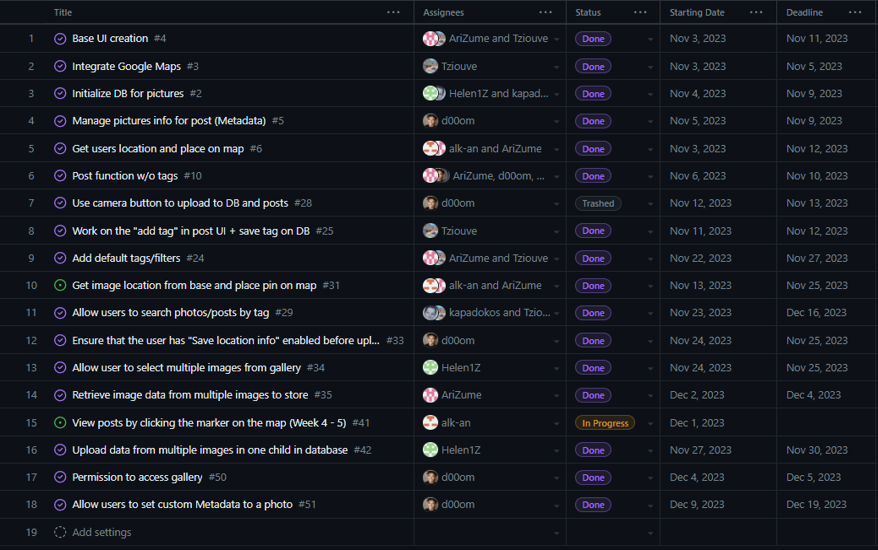 Title ... Assignees ... Status ... Starting Date ... Deadline ...
1 Base UI creation #4 AriZume and Tziouve Done Nov 3, 2023 Nov 11, 2023
2 Integrate Google Maps #3 Tziouve Done Nov 3, 2023 Nov 5, 2023
3 Initialize DB for pictures #2 Helen1Z and kapad... Done Nov 4, 2023 Nov 9, 2023
4 Manage pictures info for post (Metadata) #5 d00om Done Nov 5, 2023 Nov 9, 2023
5 Get users location and place on map #6 alk-an and AriZume Done Nov 3, 2023 Nov 12, 2023
6 Post function w/o tags #10 AriZume, d00om, ... Done Nov 6, 2023 Nov 10, 2023
7 Use camera button to upload to DB and posts #28 d00om Trashed Nov 12, 2023 Nov 13, 2023
8 Work on the "add tag" in post UI + save tag on DB #25 Tziouve Done Nov 11, 2023 Nov 12, 2023
9 Add default tags/filters #24 AriZume and Tziouve Done Nov 22, 2023 Nov 27, 2023
10 Get image location from base and place pin on map #31 alk-an and AriZume Done Nov 13, 2023 Nov 25, 2023
11 Allow users to search photos/posts by tag #29 kapadokos and Tzio... Done Nov 23, 2023 Dec 16, 2023
12 Ensure that the user has "Save location info" enabled before upl... #33 d00om Done Nov 24, 2023 Nov 25, 2023
13 Allow user to select multiple images from gallery #34 Helen1Z Done Nov 24, 2023 Nov 25, 2023
14 Retrieve image data from multiple images to store #35 AriZume Done Dec 2, 2023 Dec 4, 2023
15 View posts by clicking the marker on the map (Week 4 - 5) #41 alk-an In Progress Dec 1, 2023
16 Upload data from multiple images in one child in database #42 Helen1Z Done Nov 27, 2023 Nov 30, 2023
17 Permission to access gallery #50 d00om Done Dec 4, 2023 Dec 5, 2023
18 Allow users to set custom Metadata to a photo #51 d00om Done Dec 9, 2023 Dec 19, 2023
19 Add settings